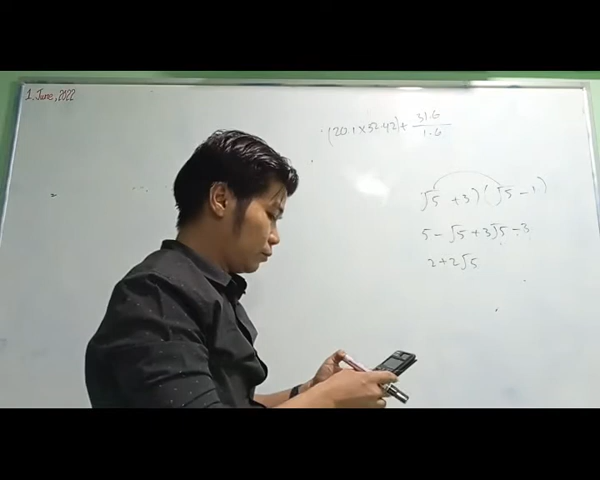 1, June, 2022
(20.1 × 52.42) + 31.6/1.6
√5 + 3) (√5 - 1)
5 - √5 + 3√5 - 3
2 + 2√5